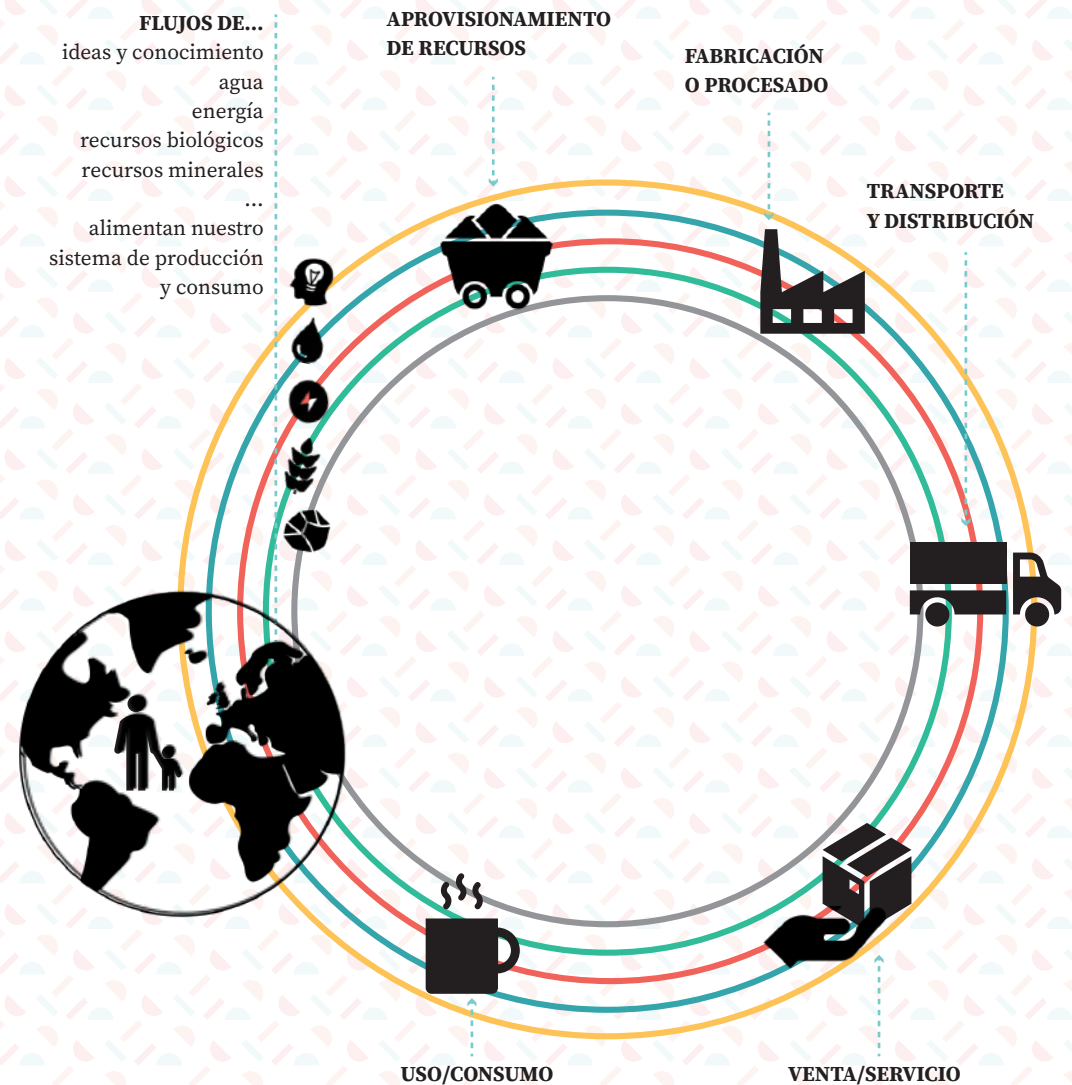 FLUJOS DE...
ideas y conocimiento
agua
energía
recursos biológicos
recursos minerales
...
alimentan nuestro
sistema de producción
y consumo
APROVISIONAMIENTO
DE RECURSOS
FABRICACIÓN
O PROCESADO
TRANSPORTE
Y DISTRIBUCIÓN
USO/CONSUMO
VENTA/SERVICIO